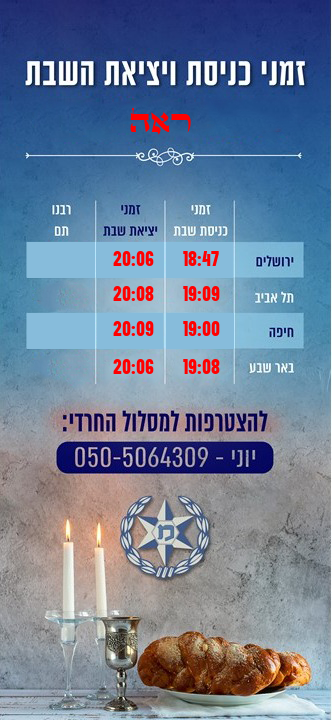 זמני כניסת ויציאת השבת
ראה
זמני כניסת שבת זמני יציאת שבת רבנו תם
ירושלים 18:47 20:06
תל אביב 19:09 20:08
חיפה 19:00 20:09
באר שבע 19:08 20:06
להצטרפות למסלול החרדי:
יוני - 050-5064309